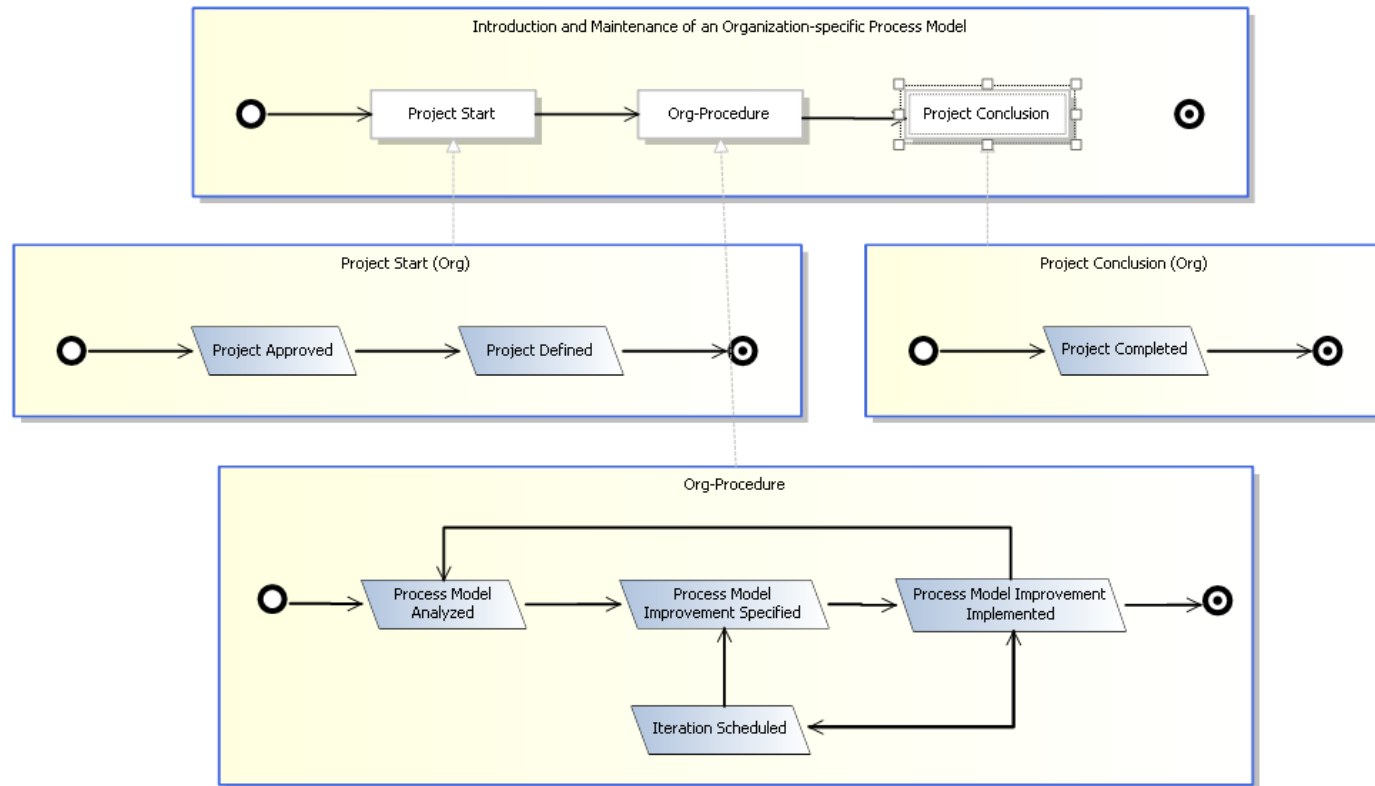 Introduction and Maintenance of an Organization-specific Process Model
Project Start
Org-Procedure
Project Conclusion
Project Start (Org)
Project Approved
Project Defined
Project Conclusion (Org)
Project Completed
Org-Procedure
Process Model
Analyzed
Process Model
Improvement Specified
Process Model Improvement
Implemented
Iteration Scheduled